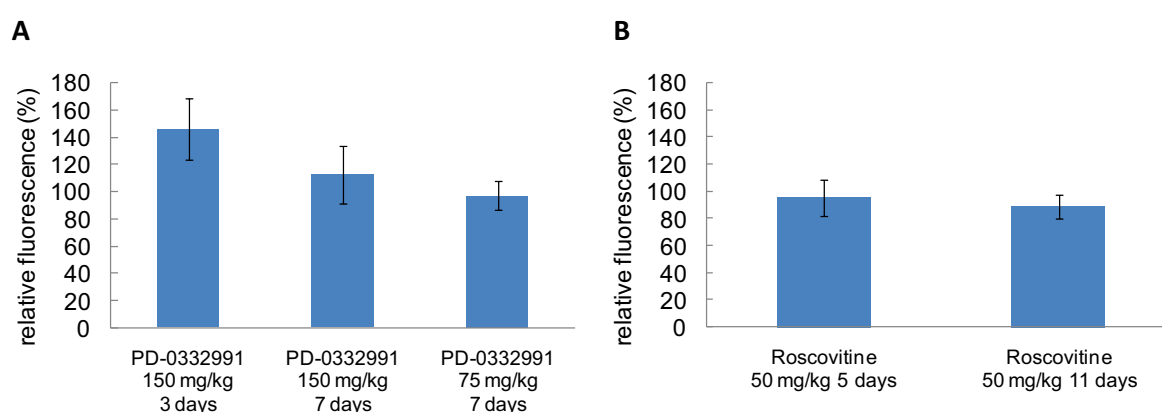 A
relative fluorescence (%)
180
160
140
120
100
80
60
40
20
0
PD-0332991
150 mg/kg
3 days
PD-0332991
150 mg/kg
7 days
PD-0332991
75 mg/kg
7 days
B
relative fluorescence (%)
180
160
140
120
100
80
60
40
20
0
Roscovitine
50 mg/kg 5 days
Roscovitine
50 mg/kg 11 days